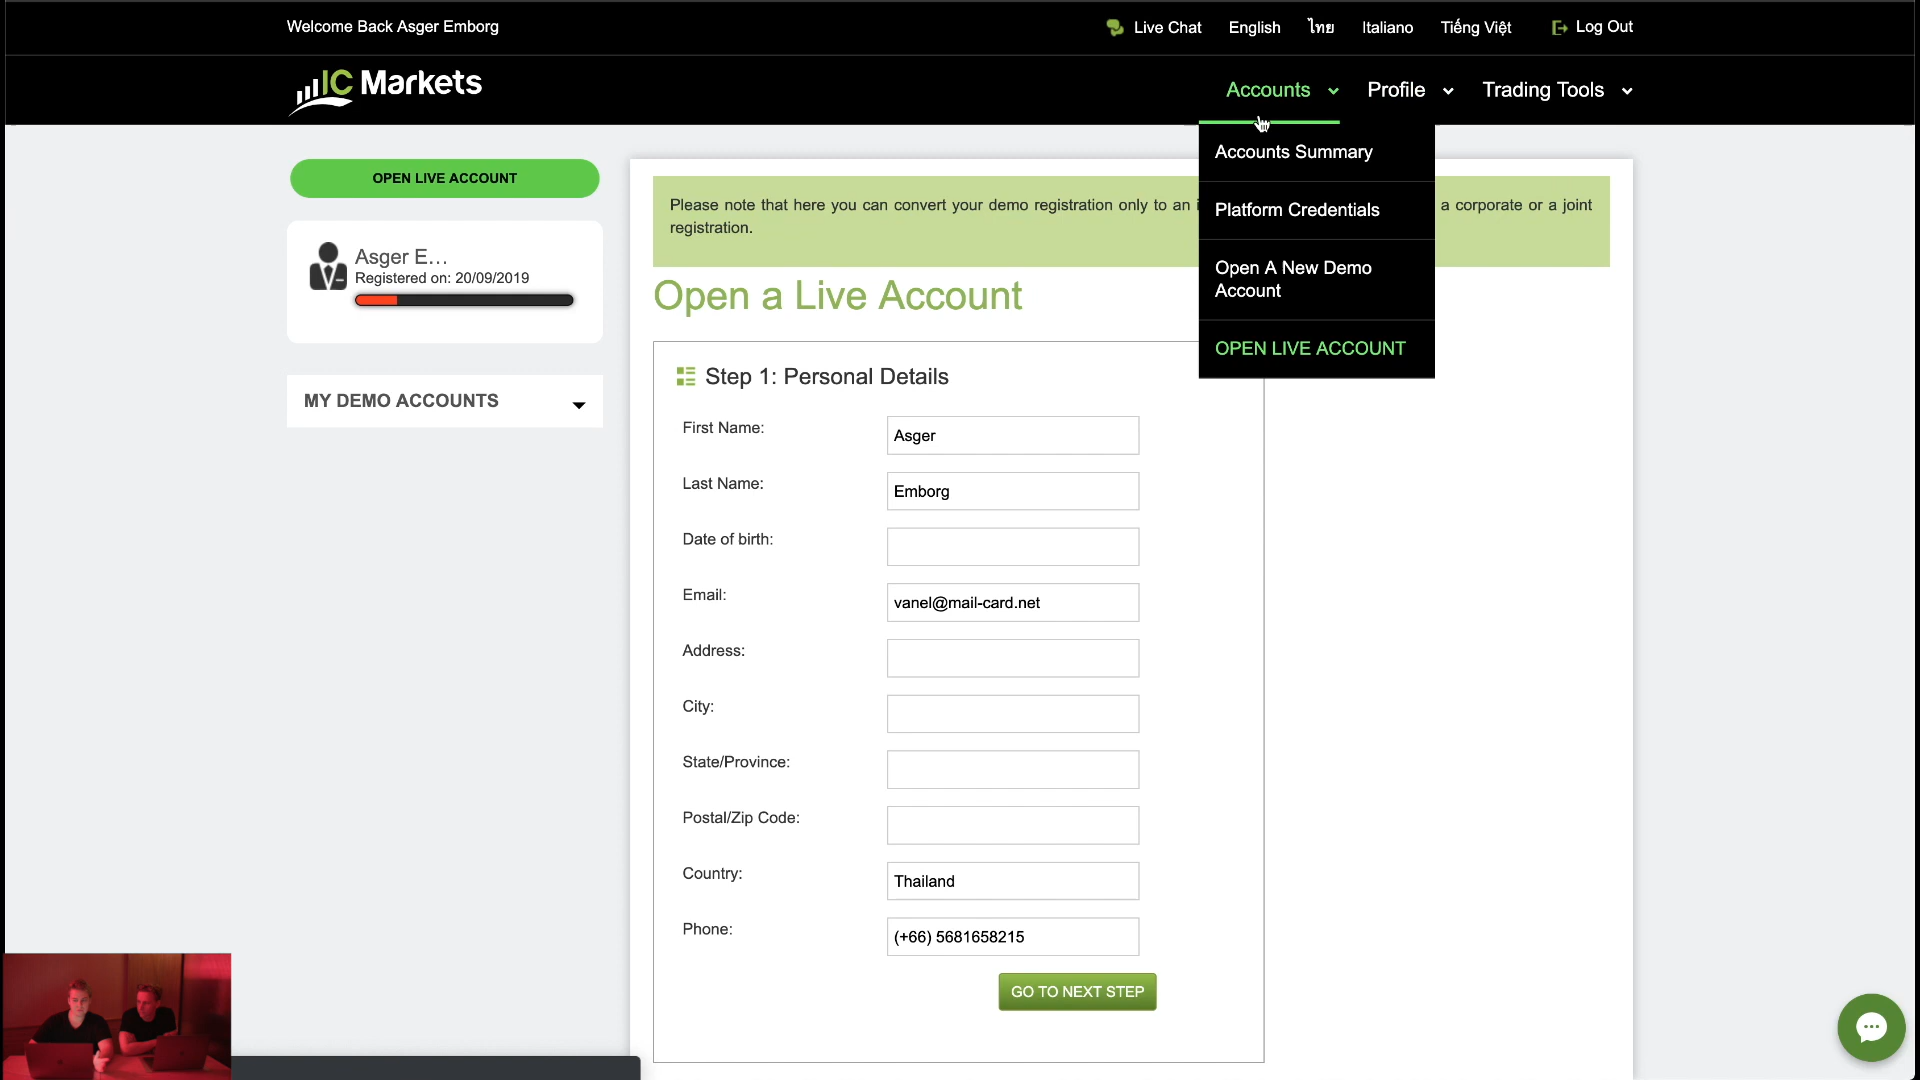 Welcome Back Asger Emborg
Live Chat
English
ไทย
Italiano
Tiếng Việt
Log Out
IC Markets
Accounts
Profile
Trading Tools
Accounts Summary
Platform Credentials
Open A New Demo
Account
OPEN LIVE ACCOUNT
OPEN LIVE ACCOUNT
Asger E...
Registered on: 20/09/2019
MY DEMO ACCOUNTS
Please note that here you can convert your demo registration only to an
a corporate or a joint
registration.
Open a Live Account
Step 1: Personal Details
First Name:
Asger
Last Name:
Emborg
Date of birth:
Email:
vanel@mail-card.net
Address:
City:
State/Province:
Postal/Zip Code:
Country:
Thailand
Phone:
(+66) 5681658215
GO TO NEXT STEP